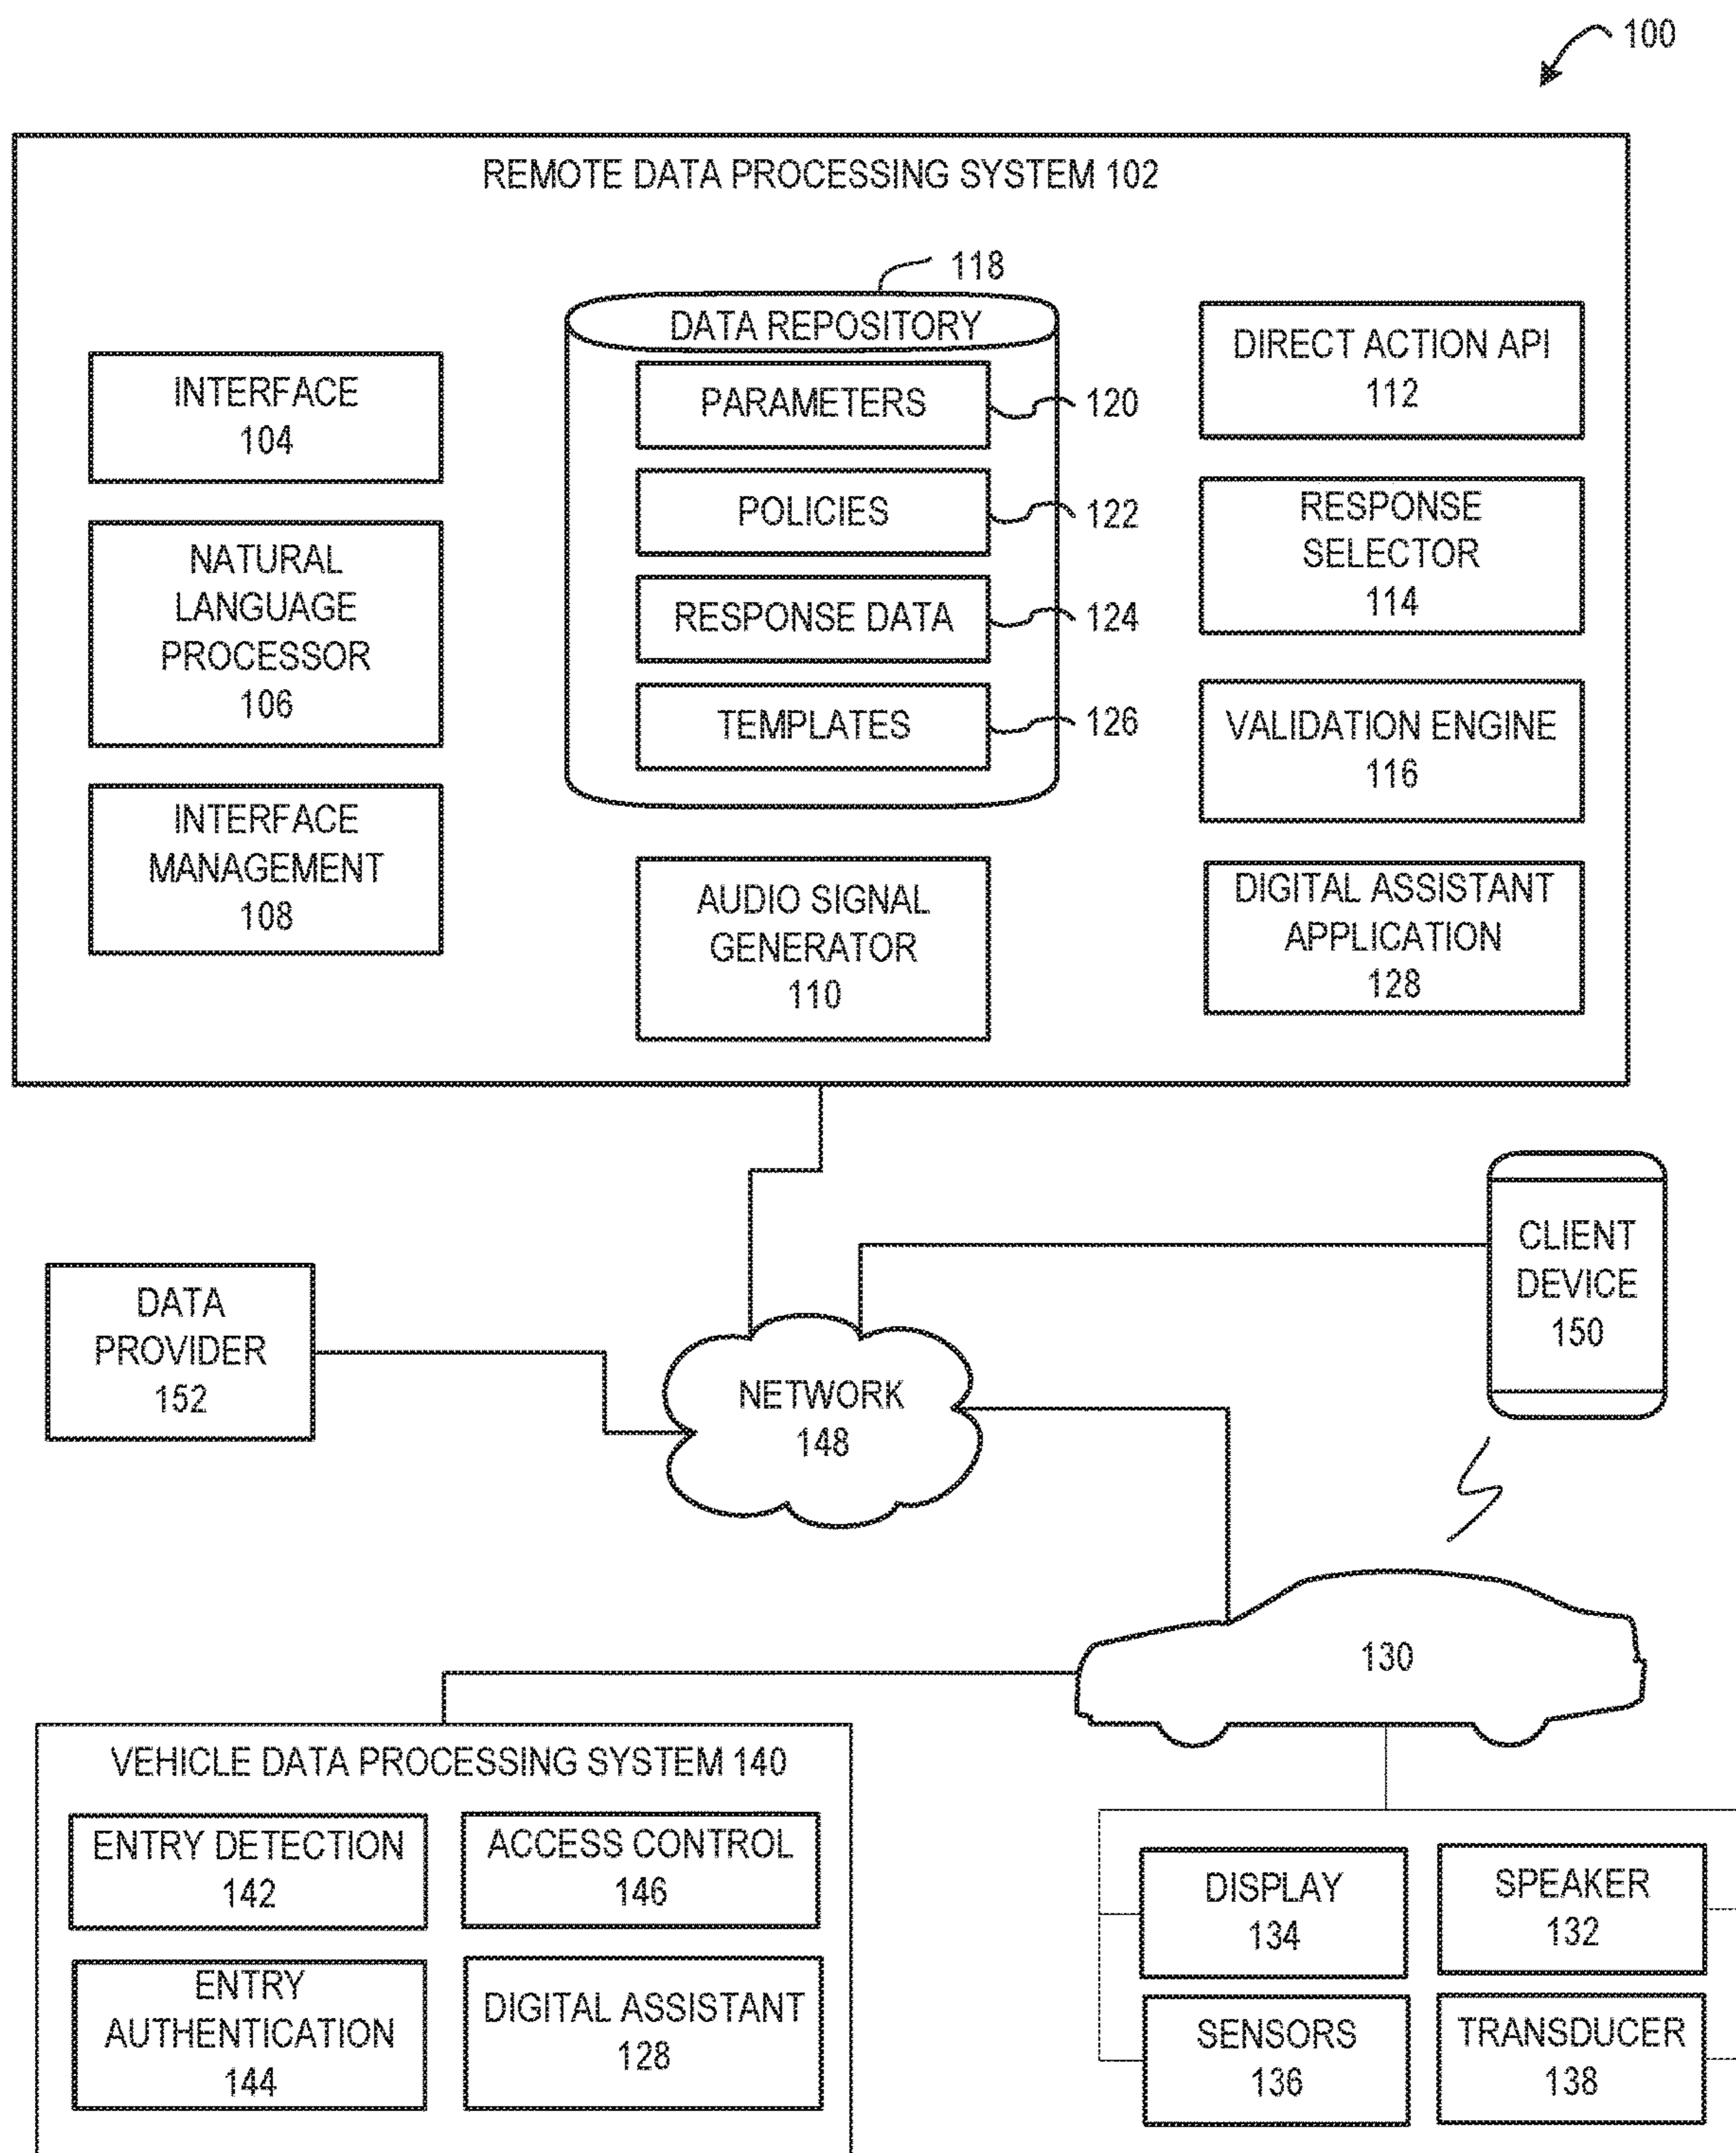 100
REMOTE DATA PROCESSING SYSTEM 102
INTERFACE
104
NATURAL
LANGUAGE
PROCESSOR
106
INTERFACE
MANAGEMENT
108
118
DATA REPOSITORY
PARAMETERS
120
POLICIES
122
RESPONSE DATA
124
TEMPLATES
126
AUDIO SIGNAL
GENERATOR
110
DIRECT ACTION API
112
RESPONSE
SELECTOR
114
VALIDATION ENGINE
116
DIGITAL ASSISTANT
APPLICATION
128
DATA
PROVIDER
152
NETWORK
148
CLIENT
DEVICE
150
130
VEHICLE DATA PROCESSING SYSTEM 140
ENTRY DETECTION
142
ACCESS CONTROL
146
ENTRY
AUTHENTICATION
144
DIGITAL ASSISTANT
128
DISPLAY
134
SPEAKER
132
SENSORS
136
TRANSDUCER
138